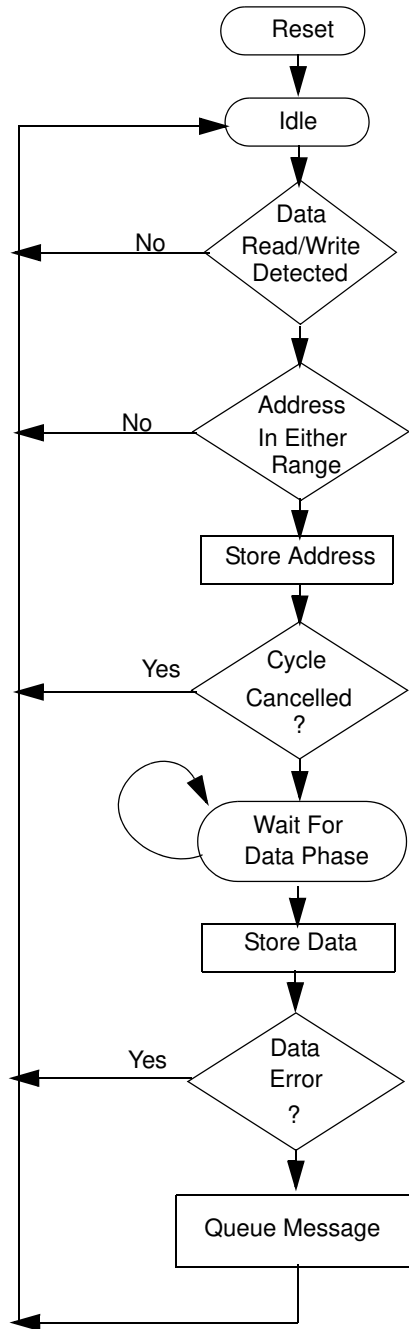 Reset
Idle
Data
No
Read/Write
Detected
Address
No
In Either
Range
Store Address
Yes
Cycle
Cancelled
?
Wait For
Data Phase
Store Data
Yes
Data
Error
?
Queue Message